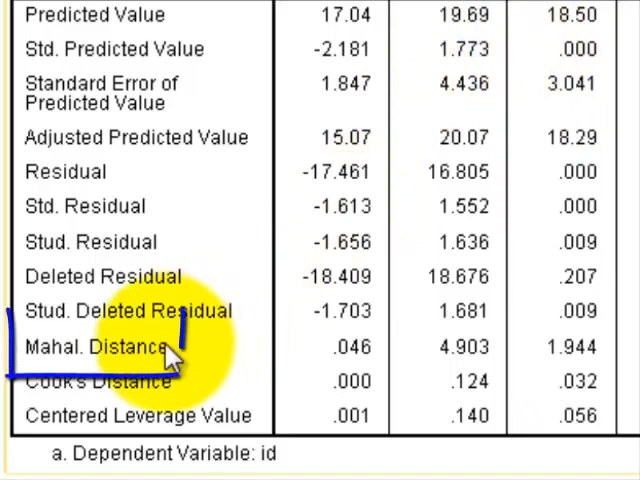 Predicted Value 17.04 19.69 18.50
Std. Predicted Value -2.181 1.773 .000
Standard Error of 1.847 4.436 3.041
Predicted Value
Adjusted Predicted Value 15.07 20.07 18.29
Residual -17.461 16.805 .000
Std. Residual -1.613 1.552 .000
Stud. Residual -1.656 1.636 .009
Deleted Residual -18.409 18.676 .207
Stud. Deleted Residual -1.703 1.681 .009
Mahal. Distance .046 4.903 1.944
Cook's Distance .000 .124 .032
Centered Leverage Value .001 .140 .056
a. Dependent Variable: id